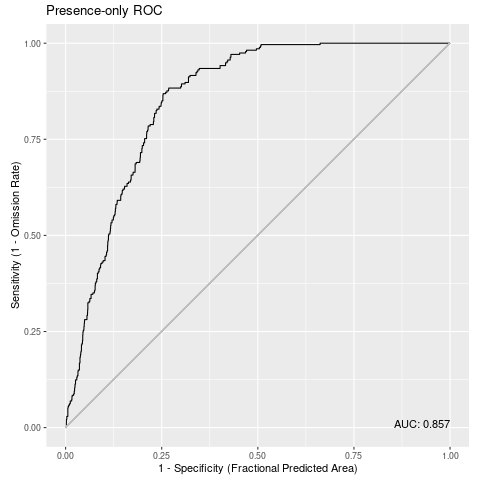 Presence-only ROC
1.00
0.75
0.50
0.25
0.00
Sensitivity (1 - Omission Rate)
AUC: 0.857
0.00 0.25 0.50 0.75 1.00
1 - Specificity (Fractional Predicted Area)